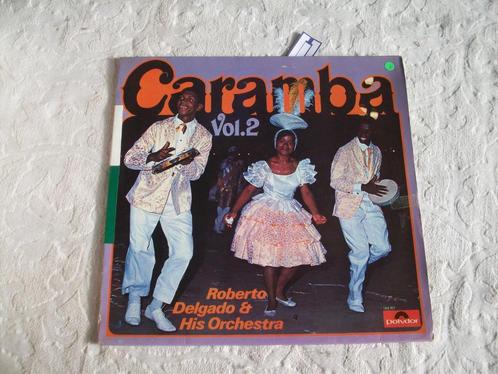 Caramba
Vol.2
Roberto
Delgado &
His Orchestra
Polydor